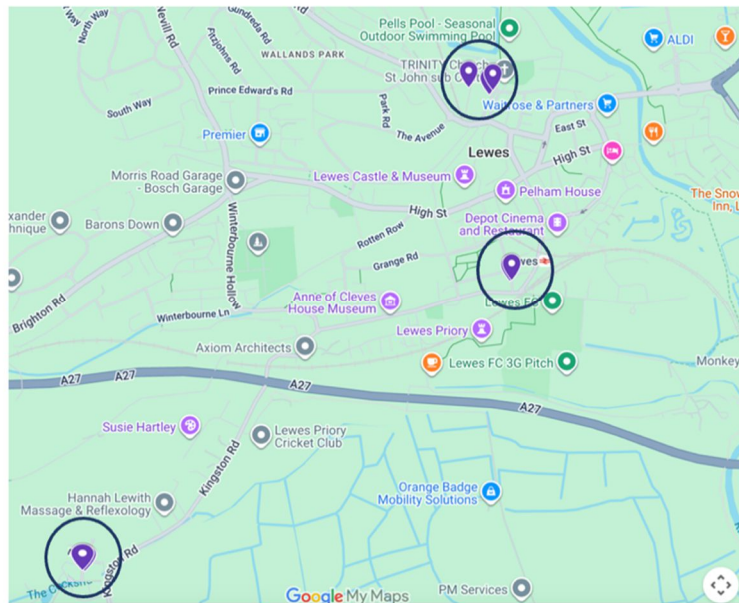 Way
North Way
Nevill Rd
Fitzjohns Rd
Gundreda Rd
Rd
Pells Pool - Seasonal
Outdoor Swimming Pool
ALDI
WALLANDS PARK
TRINITY Church
St John sub
Prince Edward's Rd
South Way
Park Rd
Waitrose & Partners
The Avenue
East St
Premier
Lewes
High St
Morris Road Garage
- Bosch Garage
Lewes Castle & Museum
Pelham House
The Snow
Inn, L
xander
hnique
Barons Down
High St
Depot Cinema
and Restaurant
Winterbourne Hollow
Rotten Row
Grange Rd
wes
Brighton Rd
Anne of Cleves
House Museum
Lewes FC
Winterbourne Ln
Lewes Priory
Axiom Architects
Lewes FC 3G Pitch
Monkey
A27
A27
A27
A27
Susie Hartley
Lewes Priory
Cricket Club
Kingston Rd
Hannah Lewith
Massage & Reflexology
Orange Badge
Mobility Solutions
Kingston Rd
The Cockshut
PM Services
Google My Maps